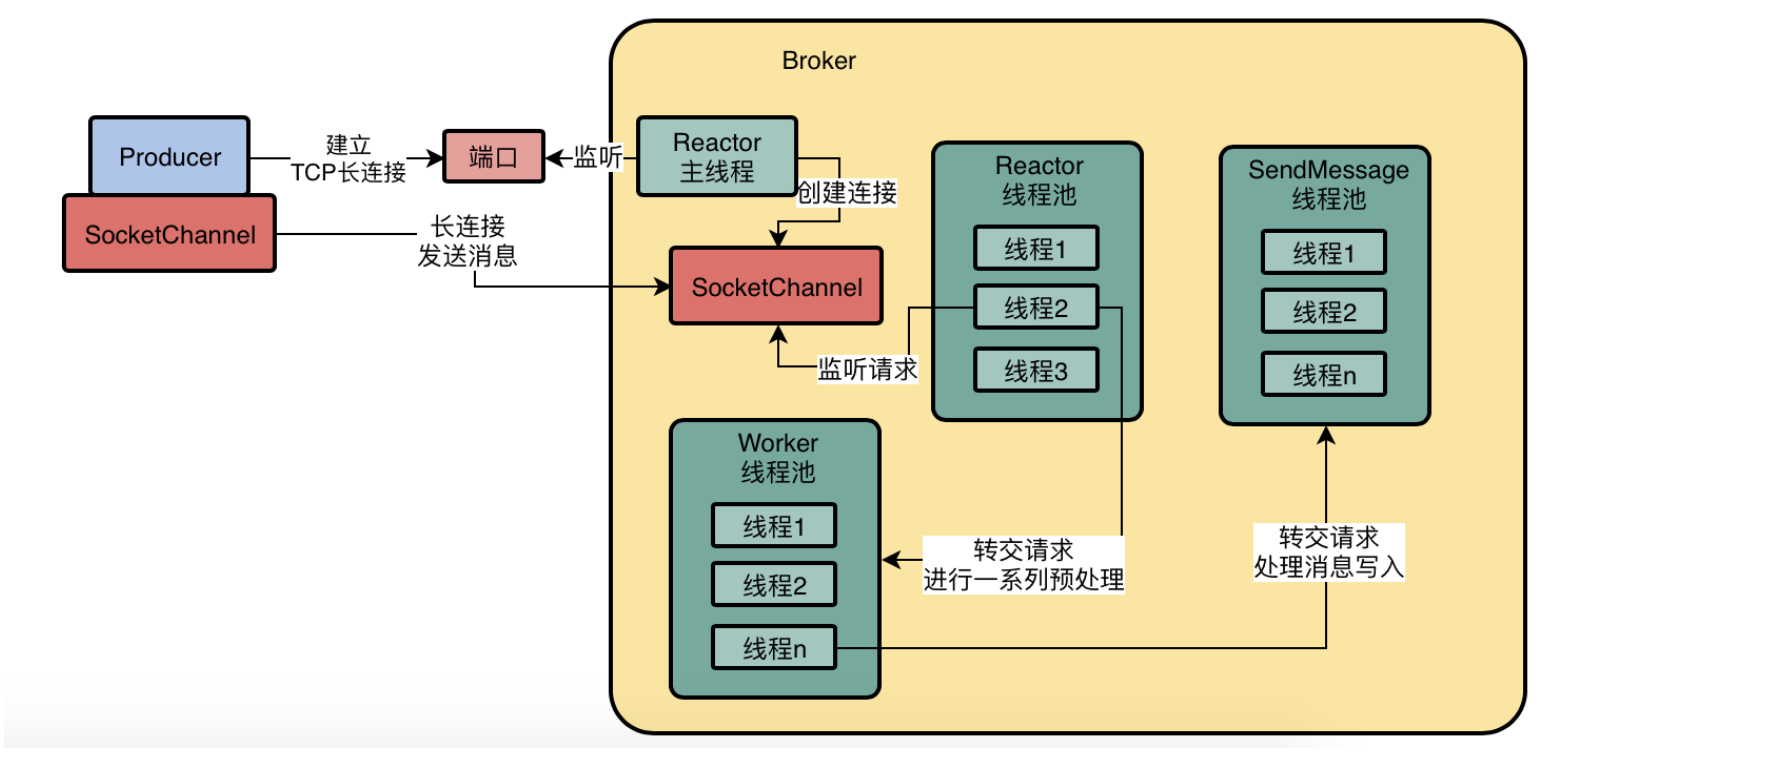 Broker
Producer
建立
TCP长连接
端口
监听
Reactor
主线程
创建连接
SocketChannel
长连接
发送消息
SocketChannel
监听请求
Reactor
线程池
线程1
线程2
线程3
SendMessage
线程池
线程1
线程2
线程n
Worker
线程池
线程1
线程2
线程n
转交请求
进行一系列预处理
转交请求
处理消息写入